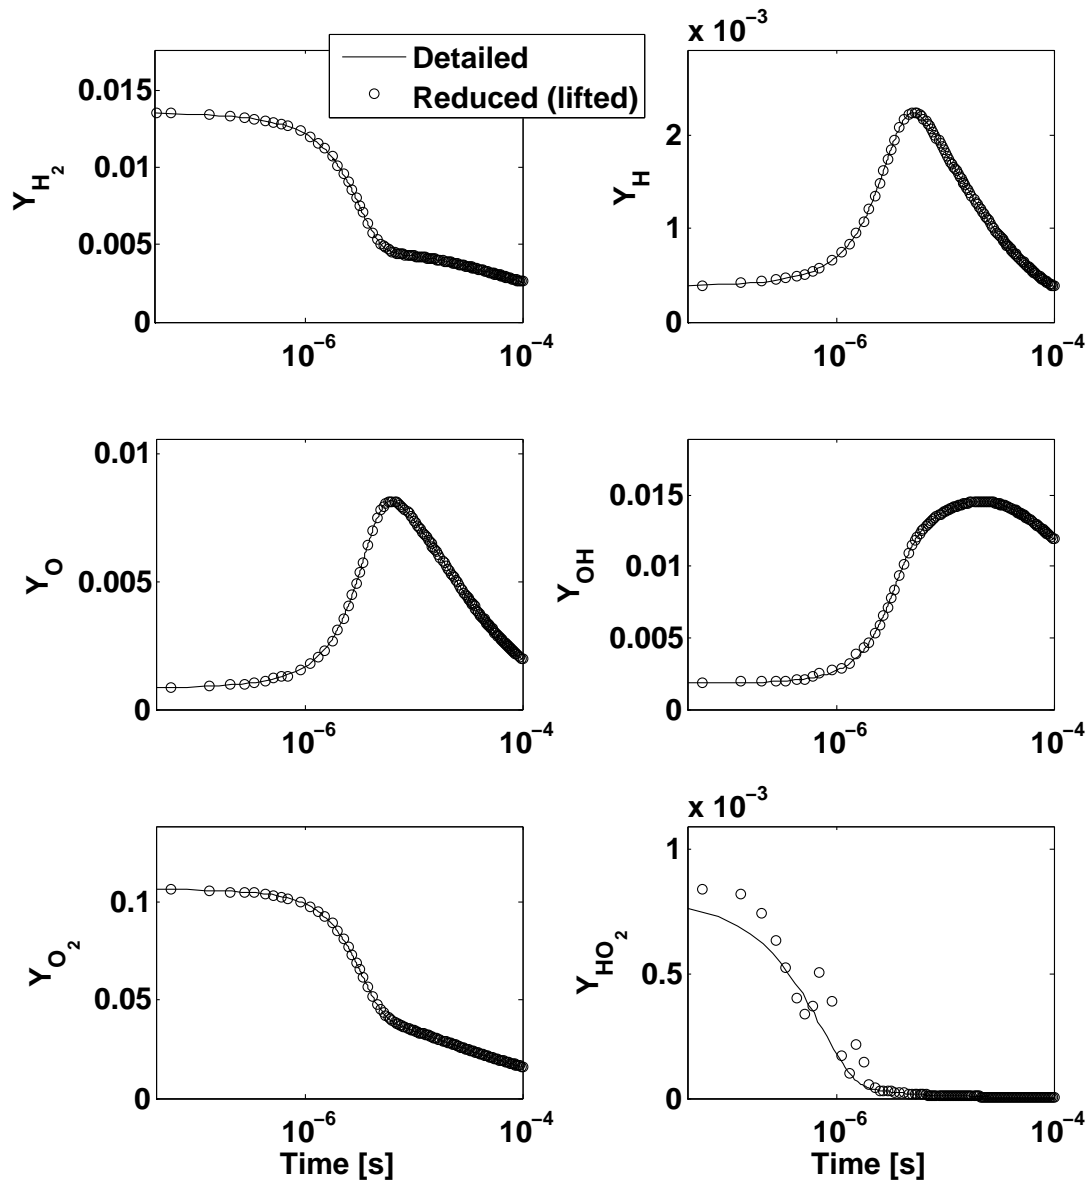 x 10⁻³
Detailed
Reduced (lifted)
0.015
0.01
0.005
0
Y_H₂
10⁻⁶ 10⁻⁴
2
1
0
Y_H
10⁻⁶ 10⁻⁴
0.01
0.005
0
Y_O
10⁻⁶ 10⁻⁴
0.015
0.01
0.005
0
Y_OH
10⁻⁶ 10⁻⁴
0.1
0.05
0
Y_O₂
10⁻⁶ 10⁻⁴
Time [s]
x 10⁻³
1
0.5
0
Y_HO₂
10⁻⁶ 10⁻⁴
Time [s]